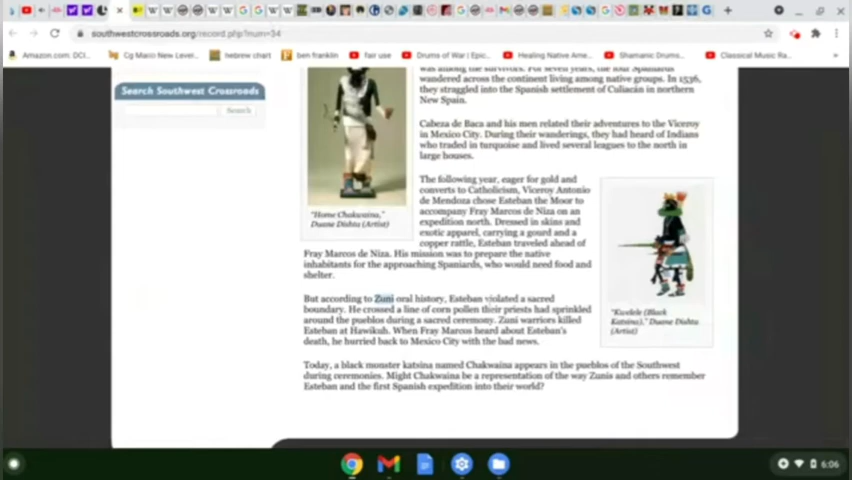 southwestcrossroads.org/record.php?num=34
Amazon.com: DCI...
Cg Marco New Level...
hebrew chart
ben franklin
fair use
Drums of War | Epic...
Healing Native Ame...
Shamanic Drums...
Classical Music Ra...
Search Southwest Crossroads
Search
was among the survivors. For seven years, the four Spaniards
wandered across the continent living among native groups. In 1536,
they straggled into the Spanish settlement of Culiacán in northern
New Spain.
Cabeza de Baca and his men related their adventures to the Viceroy
in Mexico City. During their wanderings, they had heard of Indians
who traded in turquoise and lived several leagues to the north in
large houses.
The following year, eager for gold and
converts to Catholicism, Viceroy Antonio
de Mendoza chose Esteban the Moor to
accompany Fray Marcos de Niza on an
expedition north. Dressed in skins and
exotic apparel, carrying a gourd and a
copper rattle, Esteban traveled ahead of
Fray Marcos de Niza. His mission was to prepare the native
inhabitants for the approaching Spaniards, who would need food and
shelter.
"Home Chakwaina,"
Duane Dishta (Artist)
But according to Zuni oral history, Esteban violated a sacred
boundary. He crossed a line of corn pollen their priests had sprinkled
around the pueblos during a sacred ceremony. Zuni warriors killed
Esteban at Hawikuh. When Fray Marcos heard about Esteban's
death, he hurried back to Mexico City with the bad news.
"Kwelele (Black
Katsina)," Duane Dishta
(Artist)
Today, a black monster katsina named Chakwaina appears in the pueblos of the Southwest
during ceremonies. Might Chakwaina be a representation of the way Zunis and others remember
Esteban and the first Spanish expedition into their world?
6:06